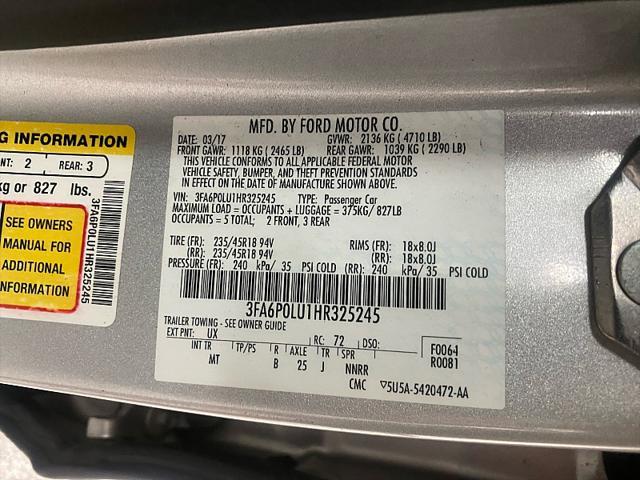 G INFORMATION
NT: 2 REAR: 3
kg or 827 lbs.
SEE OWNERS
MANUAL FOR
ADDITIONAL
INFORMATION
3FA6P0LU1HR325245
MFD. BY FORD MOTOR CO.
DATE: 03/17 GVWR: 2136 KG ( 4710 LB)
FRONT GAWR: 1118 KG ( 2465 LB) REAR GAWR: 1039 KG ( 2290 LB)
THIS VEHICLE CONFORMS TO ALL APPLICABLE FEDERAL MOTOR
VEHICLE SAFETY, BUMPER, AND THEFT PREVENTION STANDARDS
IN EFFECT ON THE DATE OF MANUFACTURE SHOWN ABOVE.
VIN: 3FA6P0LU1HR325245 TYPE: Passenger Car
MAXIMUM LOAD = OCCUPANTS + LUGGAGE = 375KG/ 827LB
OCCUPANTS = 5 TOTAL; 2 FRONT, 3 REAR
TIRE (FR): 235/45R18 94V RIMS (FR): 18x8.0J
(RR): 235/45R18 94V (RR): 18x8.0J
PRESSURE (FR): 240 kPa/ 35 PSI COLD (RR): 240 kPa/ 35 PSI COLD
3FA6P0LU1HR325245
TRAILER TOWING - SEE OWNER GUIDE
EXT PNT: UX RC: 72 DSO: F0064
R0081
INT TR TP/PS R AXLE TR SPR
MT B 25 J NNRR
CMC ▽5U5A-5420472-AA